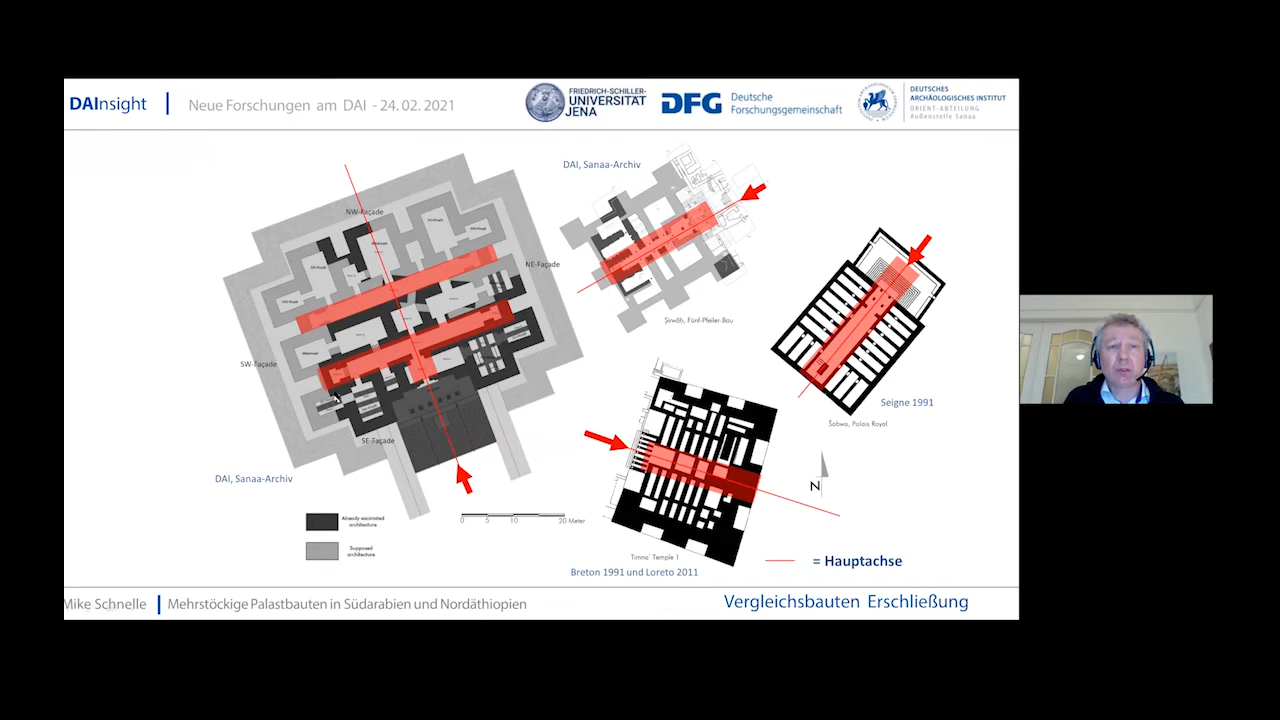 DAInsight
Neue Forschungen am DAI - 24.02.2021
FRIEDRICH-SCHILLER-
UNIVERSITÄT
JENA
DFG
Deutsche
Forschungsgemeinschaft
DEUTSCHES
ARCHÄOLOGISCHES INSTITUT
ORIENT-ABTEILUNG
Außenstelle Sanaa
DAI, Sanaa-Archiv
NW-Façade
NE-Façade
SW-Façade
SE-Façade
Ṣirwāḥ, Fünf-Pfeiler-Bau
Seigne 1991
Šabwa, Palais Royal
DAI, Sanaa-Archiv
N
Already excavated
architecture
0 5 10 20 Meter
Supposed
architecture
Timna' Temple 1
Breton 1991 und Loreto 2011
= Hauptachse
Mike Schnelle
Mehrstöckige Palastbauten in Südarabien und Nordäthiopien
Vergleichsbauten Erschließung